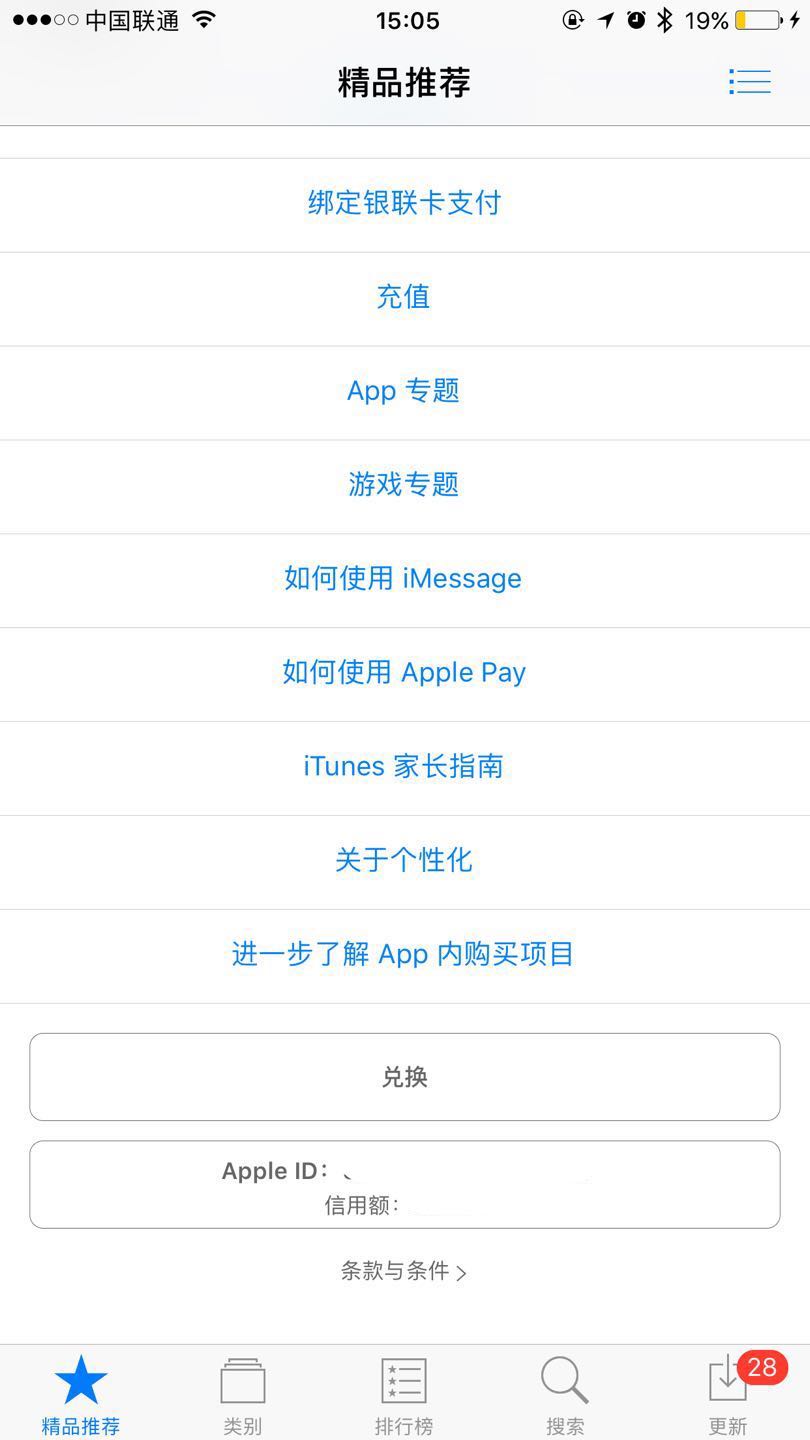 中国联通
15:05
19%
精品推荐
绑定银联卡支付
充值
App 专题
游戏专题
如何使用 iMessage
如何使用 Apple Pay
iTunes 家长指南
关于个性化
进一步了解 App 内购买项目
兑换
Apple ID：
信用额：
条款与条件 >
28
精品推荐
类别
排行榜
搜索
更新